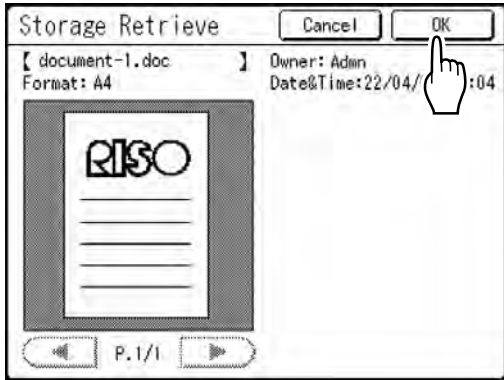 Storage Retrieve
Cancel
OK
【 document-1.doc 】
Owner: Admn
Format: A4
Date&Time:22/04/ :04
RISO
P.1/1